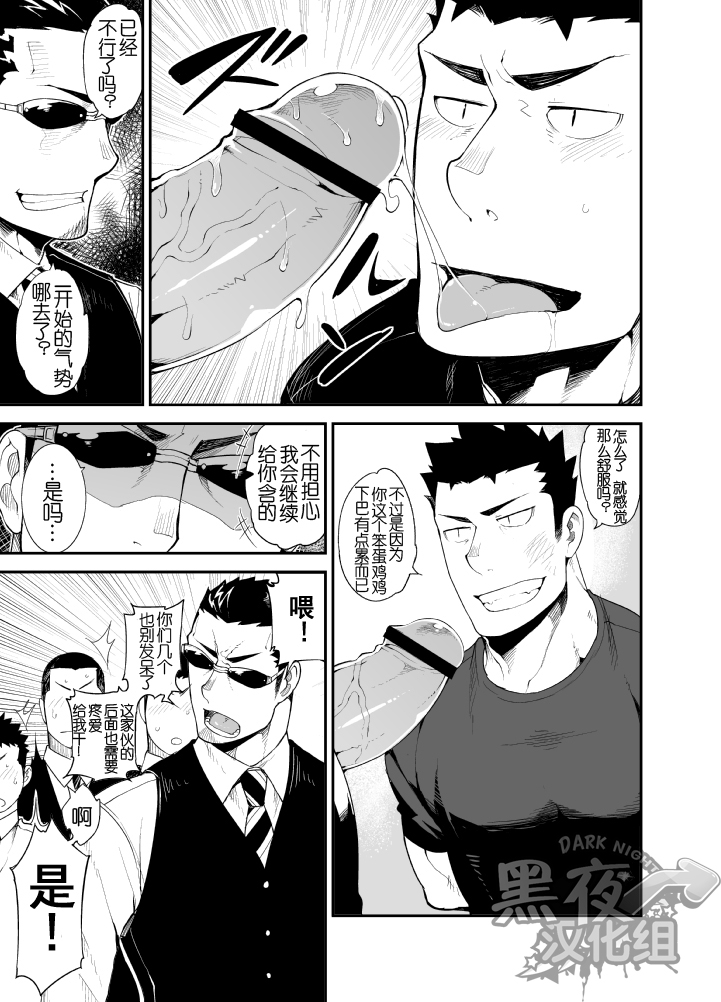 已经
不行了吗？
一开始的气势
哪去了？
怎么了 就感觉
那么舒服吗？
不过是因为
你这个笨蛋鸡鸡
下巴有点累而已
不用担心
我会继续
给你含的
…是吗…
喂！
你们几个
也别发呆了
这家伙的
后面也需要
疼爱
给我干！
啊
是！
DARK NIGHT
黑夜
汉化组